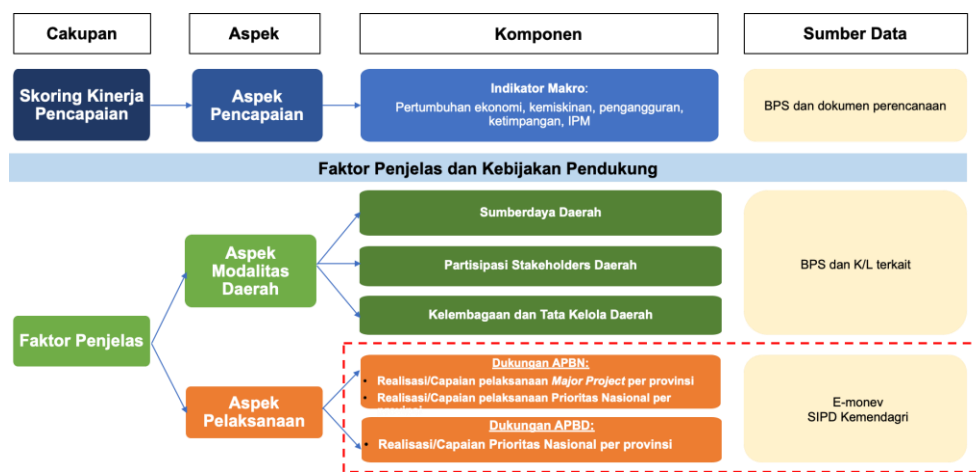 Cakupan
Aspek
Komponen
Sumber Data
Skoring Kinerja
Pencapaian
Aspek
Pencapaian
Indikator Makro:
Pertumbuhan ekonomi, kemiskinan, pengangguran,
ketimpangan, IPM
BPS dan dokumen perencanaan
Faktor Penjelas dan Kebijakan Pendukung
Faktor Penjelas
Aspek
Modalitas
Daerah
Sumberdaya Daerah
Partisipasi Stakeholders Daerah
Kelembagaan dan Tata Kelola Daerah
BPS dan K/L terkait
Aspek
Pelaksanaan
Dukungan APBN:
• Realisasi/Capaian pelaksanaan Major Project per provinsi
• Realisasi/Capaian pelaksanaan Prioritas Nasional per
Dukungan APBD:
• Realisasi/Capaian Prioritas Nasional per provinsi
E-monev
SIPD Kemendagri